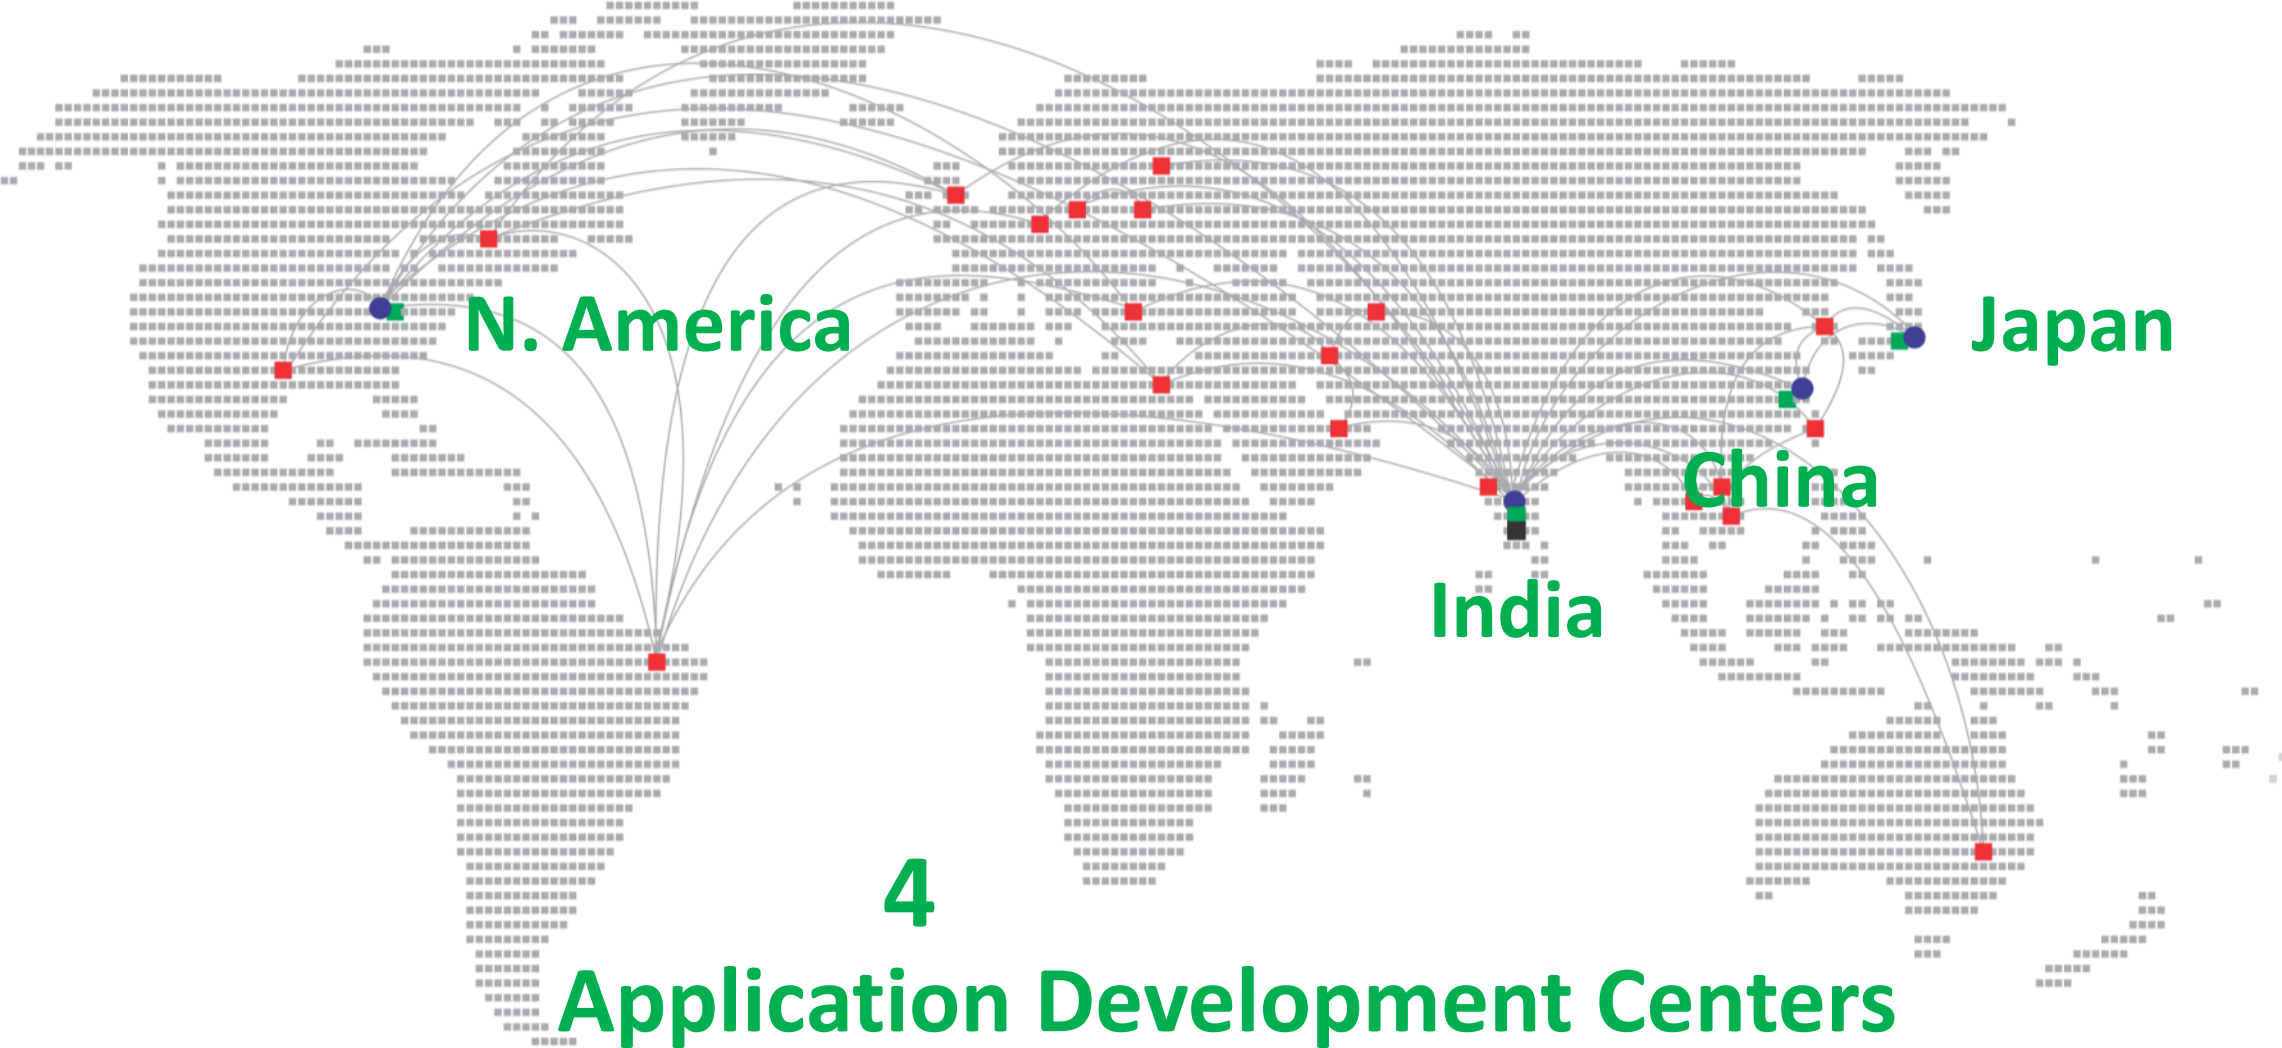 N. America
Japan
China
India
4
Application Development Centers